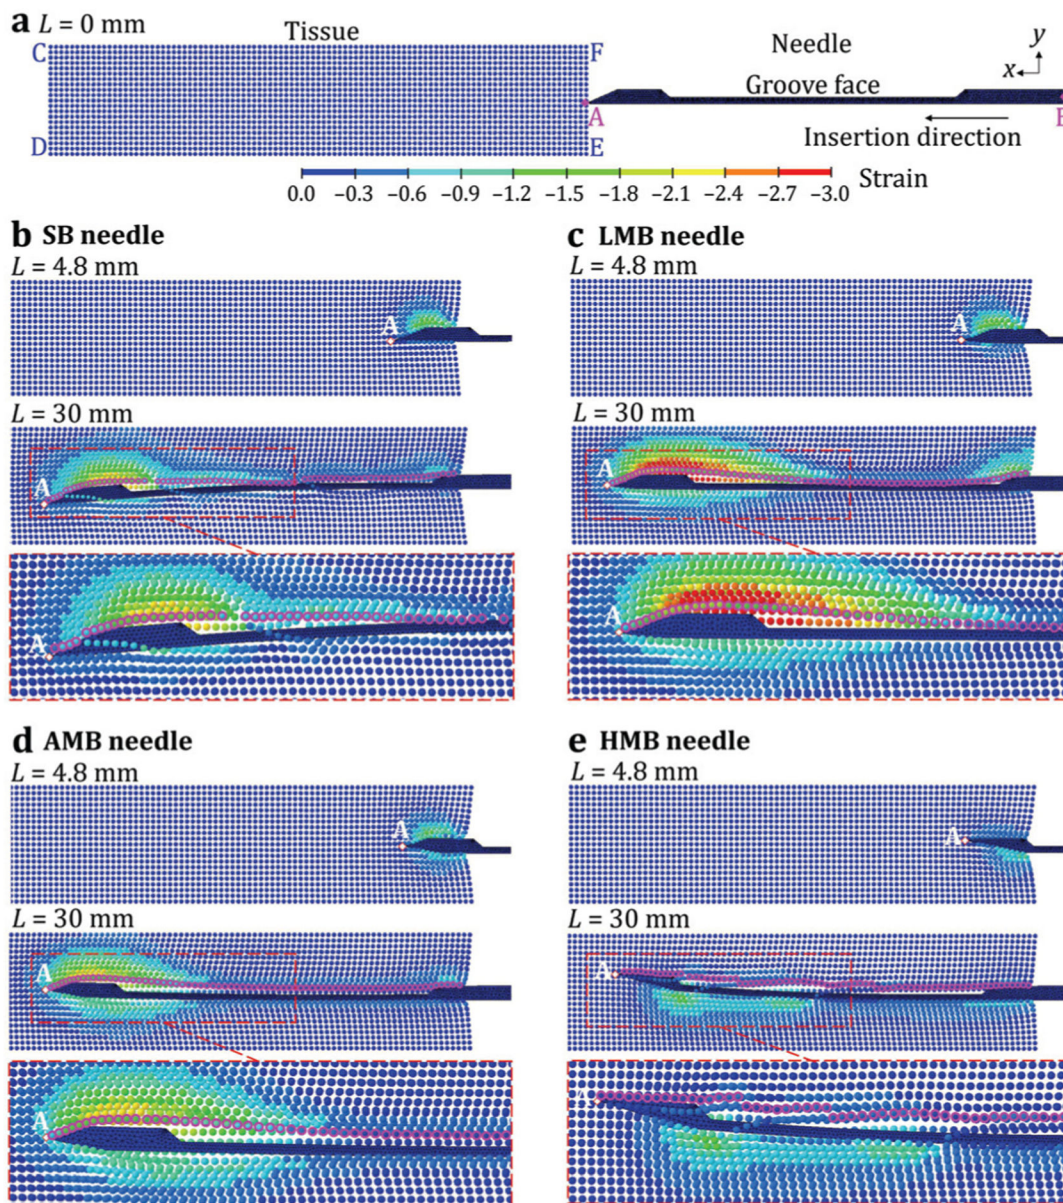 a L = 0 mm
Tissue
Needle
y
C
F
x
Groove face
A
D
E
Insertion direction
0.0 −0.3 −0.6 −0.9 −1.2 −1.5 −1.8 −2.1 −2.4 −2.7 −3.0 Strain
b SB needle
L = 4.8 mm
A
L = 30 mm
A
A
c LMB needle
L = 4.8 mm
A
L = 30 mm
A
A
d AMB needle
L = 4.8 mm
A
L = 30 mm
A
A
e HMB needle
L = 4.8 mm
A
L = 30 mm
A
A